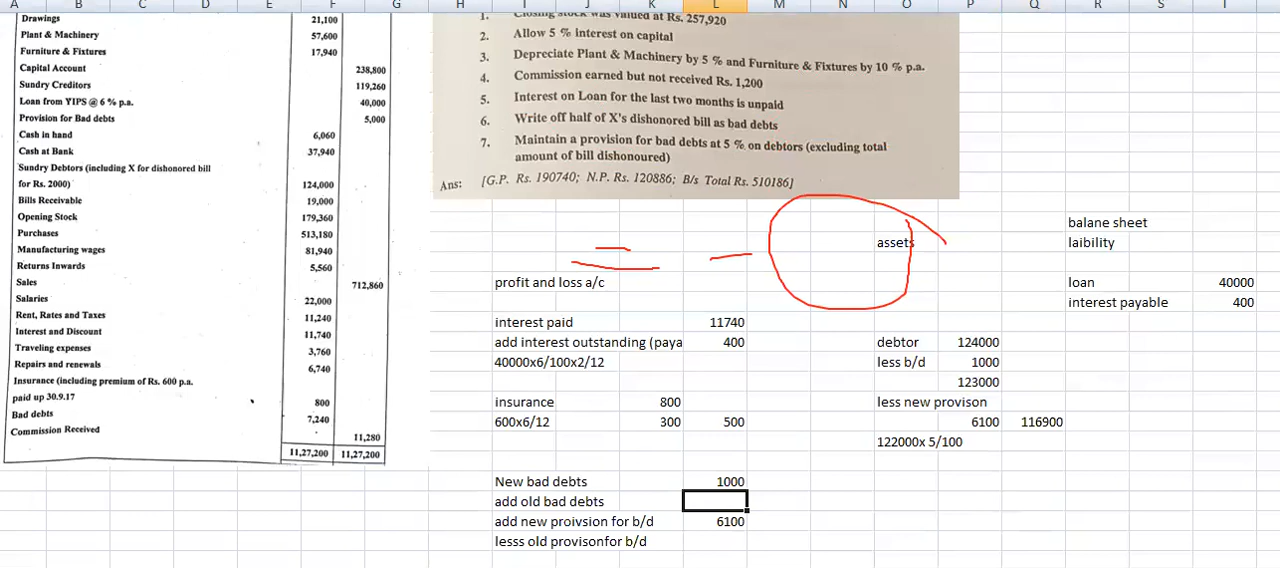 A B C D E F G H I J K L M N O P Q R S T
Drawings 21,100
Plant & Machinery 57,600
Furniture & Fixtures 17,940
Capital Account 238,800
Sundry Creditors 119,260
Loan from YIPS @ 6 % p.a. 40,000
Provision for Bad debts 5,000
Cash in hand 6,060
Cash at Bank 37,940
Sundry Debtors (including X for dishonored bill
for Rs. 2000) 124,000
Bills Receivable 19,000
Opening Stock 179,360
Purchases 513,180
Manufacturing wages 81,940
Returns Inwards 5,560
Sales 712,860
Salaries 22,000
Rent, Rates and Taxes 11,240
Interest and Discount 11,740
Traveling expenses 3,760
Repairs and renewals 6,740
Insurance (including premium of Rs. 600 p.a.
paid up 30.9.17 800
Bad debts 7,240
Commission Received 11,280
11,27,200 11,27,200
1. Closing stock was valued at Rs. 257,920
2. Allow 5 % interest on capital
3. Depreciate Plant & Machinery by 5 % and Furniture & Fixtures by 10 % p.a.
4. Commission earned but not received Rs. 1,200
5. Interest on Loan for the last two months is unpaid
6. Write off half of X's dishonored bill as bad debts
7. Maintain a provision for bad debts at 5 % on debtors (excluding total
amount of bill dishonoured)
Ans: [G.P. Rs. 190740; N.P. Rs. 120886; B/s Total Rs. 510186]
balane sheet
assets laibility
profit and loss a/c loan 40000
interest payable 400
interest paid 11740
add interest outstanding (paya 400 debtor 124000
40000x6/100x2/12 less b/d 1000
123000
insurance 800 less new provison
600x6/12 300 500 6100 116900
122000x 5/100
New bad debts 1000
add old bad debts
add new proivsion for b/d 6100
lesss old provisonfor b/d